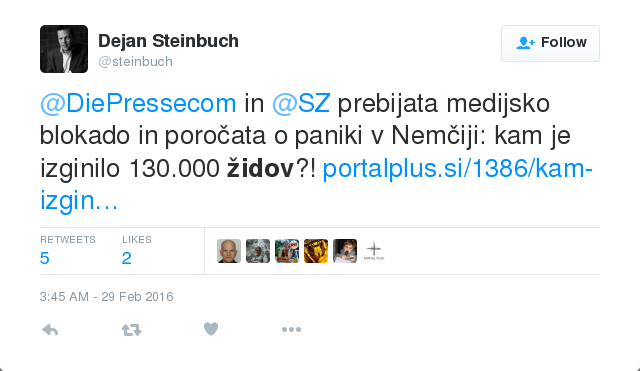 Dejan Steinbuch
@steinbuch
Follow
@DiePressecom in @SZ prebijata medijsko
blokado in poročata o paniki v Nemčiji: kam je
izginilo 130.000 židov?! portalplus.si/1386/kam-
izgin…
RETWEETS LIKES
5 2
3:45 AM - 29 Feb 2016